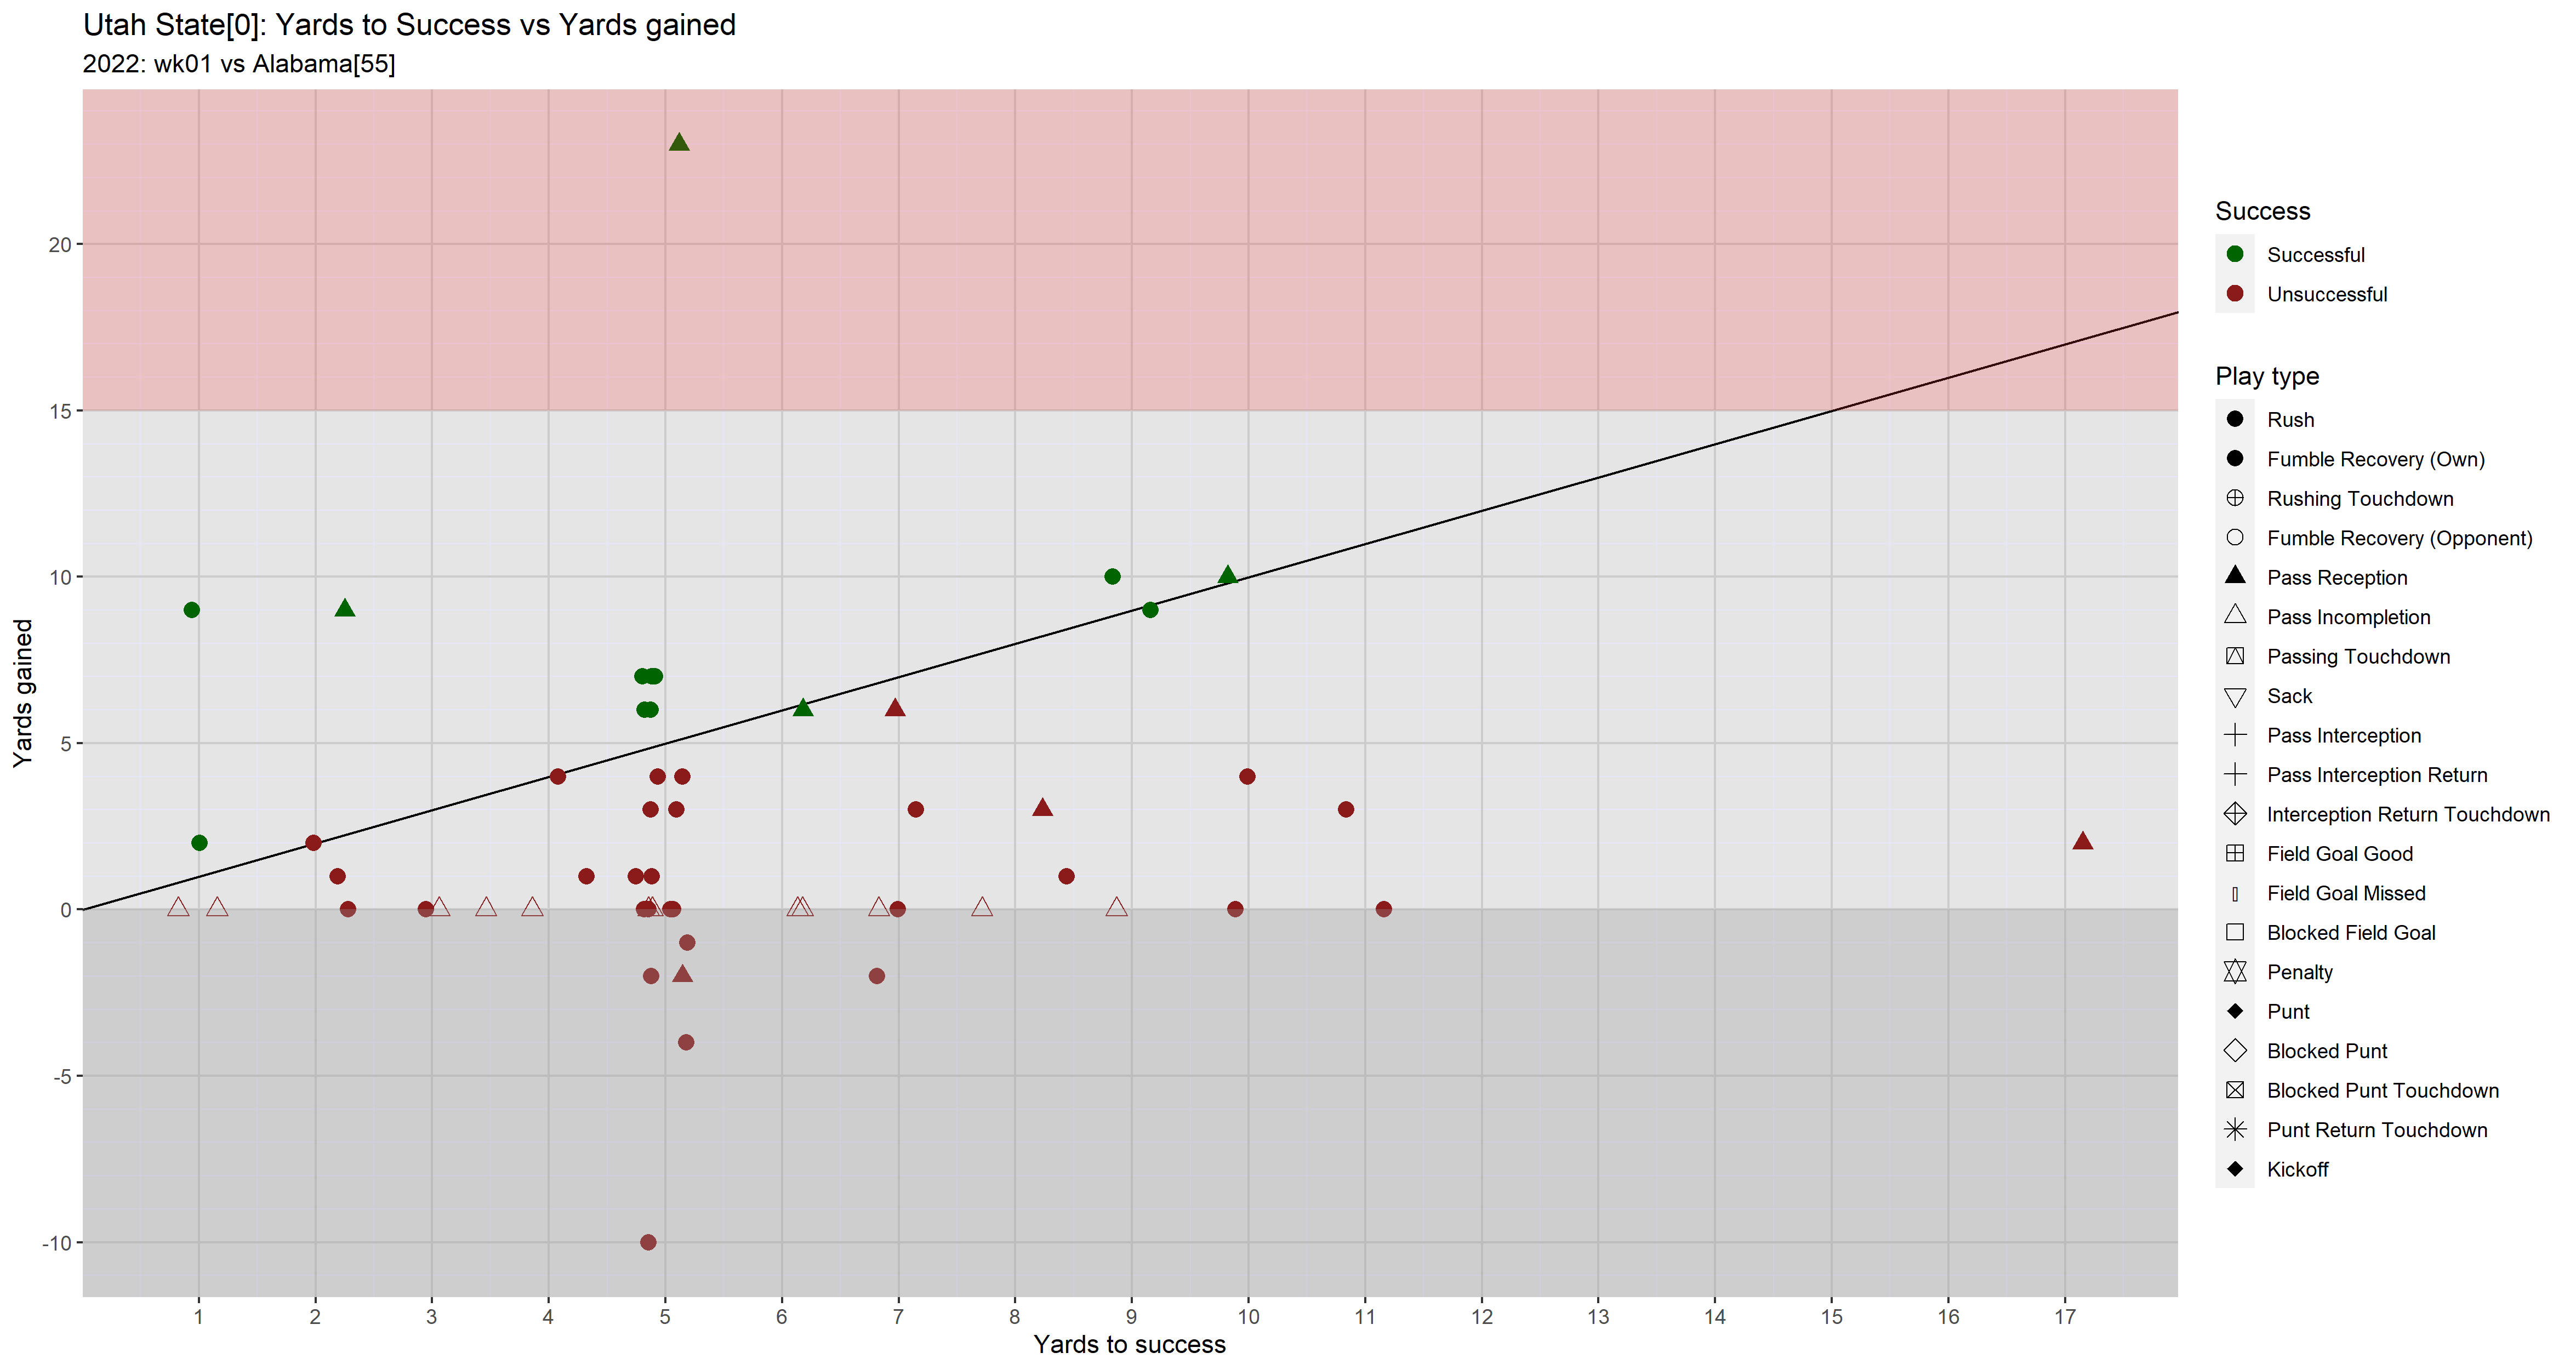 Utah State[0]: Yards to Success vs Yards gained
2022: wk01 vs Alabama[55]
Yards gained
20
15
10
5
0
-5
-10
1 2 3 4 5 6 7 8 9 10 11 12 13 14 15 16 17
Yards to success
Success
Successful
Unsuccessful
Play type
Rush
Fumble Recovery (Own)
Rushing Touchdown
Fumble Recovery (Opponent)
Pass Reception
Pass Incompletion
Passing Touchdown
Sack
Pass Interception
Pass Interception Return
Interception Return Touchdown
Field Goal Good
Field Goal Missed
Blocked Field Goal
Penalty
Punt
Blocked Punt
Blocked Punt Touchdown
Punt Return Touchdown
Kickoff